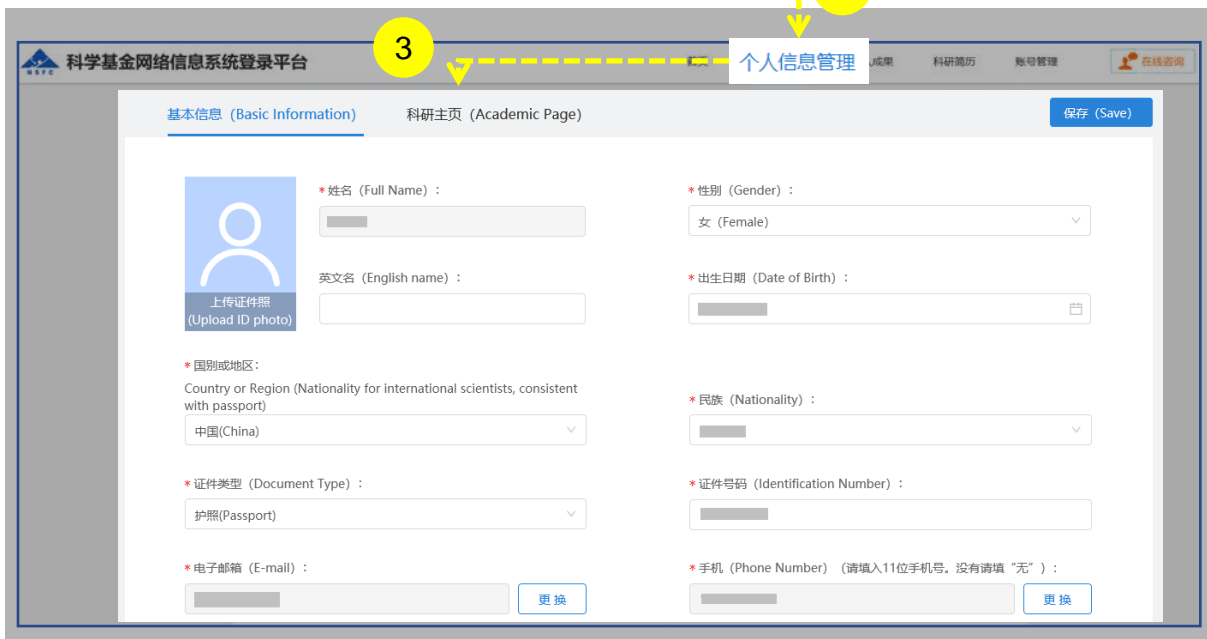 NSFC 科学基金网络信息系统登录平台
3
首页 个人信息管理 成果 科研简历 账号管理 在线咨询
基本信息（Basic Information） 科研主页（Academic Page） 保存（Save）
*姓名（Full Name）： *性别（Gender）：
女（Female）
英文名（English name）： *出生日期（Date of Birth）：
上传证件照
(Upload ID photo)
*国别或地区：
Country or Region (Nationality for international scientists, consistent
with passport)
*民族（Nationality）：
中国(China)
*证件类型（Document Type）： *证件号码（Identification Number）：
护照(Passport)
*电子邮箱（E-mail）： *手机（Phone Number）（请填入11位手机号。没有请填“无”）：
更换 更换